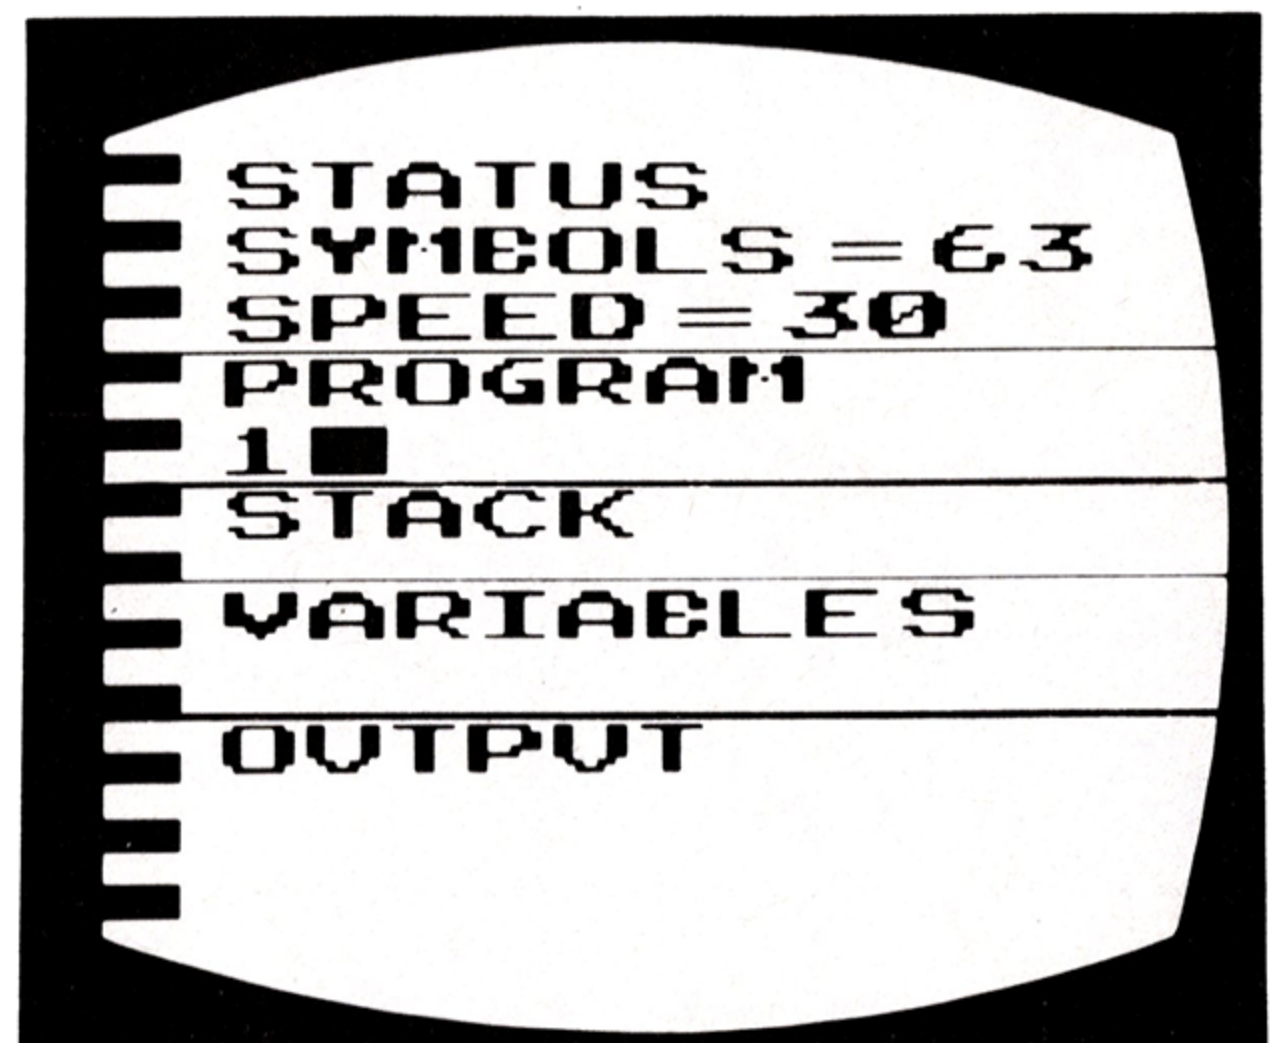 STATUS
SYMBOLS = 63
SPEED = 30
PROGRAM
1
STACK
VARIABLES
OUTPUT